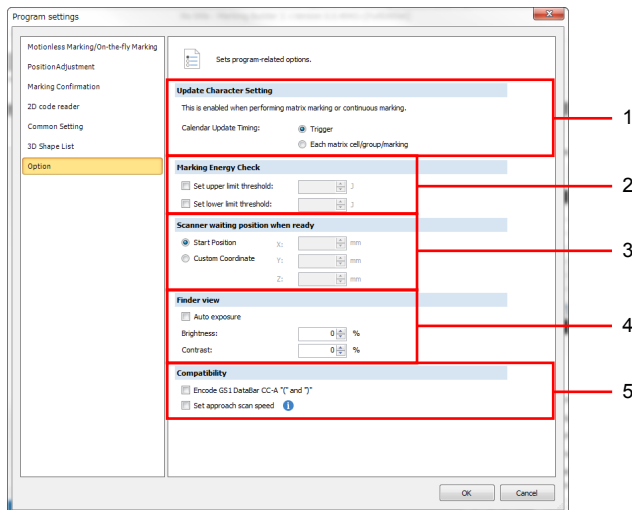 Program settings
Motionless Marking/On-the-fly Marking
PositionAdjustment
Marking Confirmation
2D code reader
Common Setting
3D Shape List
Option
Sets program-related options.
Update Character Setting
This is enabled when performing matrix marking or continuous marking.
Calendar Update Timing: Trigger
Each matrix cell/group/marking
1
Marking Energy Check
Set upper limit threshold: J
Set lower limit threshold: J
2
Scanner waiting position when ready
Start Position X: mm
Custom Coordinate Y: mm
Z: mm
3
Finder view
Auto exposure
Brightness: 0 %
Contrast: 0 %
4
Compatibility
Encode GS1 DataBar CC-A "(" and ")"
Set approach scan speed
5
OK Cancel